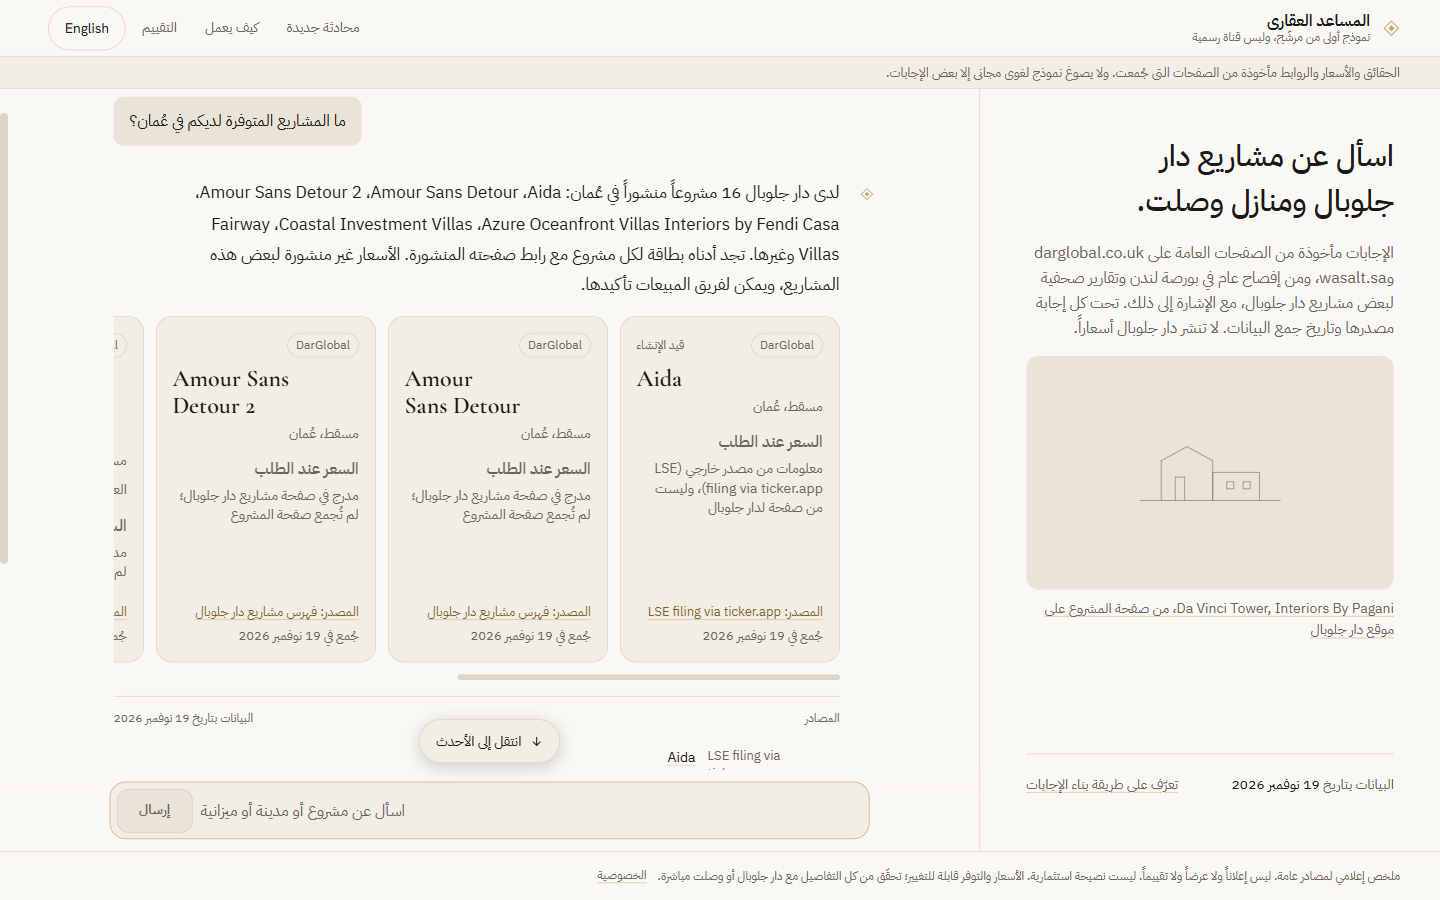 المساعد العقاري
نموذج أولي من مرشّح، وليس قناة رسمية
محادثة جديدة
كيف يعمل
التقييم
English
الحقائق والأسعار والروابط مأخوذة من الصفحات التي جُمعت. ولا يصوغ نموذج لغوي مجاني إلا بعض الإجابات.
اسأل عن مشاريع دار
جلوبال ومنازل وصلت.
الإجابات مأخوذة من الصفحات العامة على darglobal.co.uk
وwasalt.sa، ومن إفصاح عام في بورصة لندن وتقارير صحفية
لبعض مشاريع دار جلوبال، مع الإشارة إلى ذلك. تحت كل إجابة
مصدرها وتاريخ جمع البيانات. لا تنشر دار جلوبال أسعاراً.
Da Vinci Tower, Interiors By Pagani، من صفحة المشروع على
موقع دار جلوبال
البيانات بتاريخ 19 نوفمبر 2026
تعرّف على طريقة بناء الإجابات
ما المشاريع المتوفرة لديكم في عُمان؟
لدى دار جلوبال 16 مشروعاً منشوراً في عُمان: Aida، Amour Sans Detour، Amour Sans Detour 2،
Azure Oceanfront Villas Interiors by Fendi Casa، Coastal Investment Villas، Fairway
Villas وغيرها. تجد أدناه بطاقة لكل مشروع مع رابط صفحته المنشورة. الأسعار غير منشورة لبعض هذه
المشاريع، ويمكن لفريق المبيعات تأكيدها.
DarGlobal
قيد الإنشاء
Aida
مسقط، عُمان
السعر عند الطلب
معلومات من مصدر خارجي (LSE
filing via ticker.app)، وليست
من صفحة لدار جلوبال
المصدر: LSE filing via ticker.app
جُمع في 19 نوفمبر 2026
DarGlobal
Amour
Sans Detour
مسقط، عُمان
السعر عند الطلب
مدرج في صفحة مشاريع دار جلوبال؛
لم تُجمع صفحة المشروع
المصدر: فهرس مشاريع دار جلوبال
جُمع في 19 نوفمبر 2026
DarGlobal
Amour Sans
Detour 2
مسقط، عُمان
السعر عند الطلب
مدرج في صفحة مشاريع دار جلوبال؛
لم تُجمع صفحة المشروع
المصدر: فهرس مشاريع دار جلوبال
جُمع في 19 نوفمبر 2026
المصادر
البيانات بتاريخ 19 نوفمبر 2026
Aida
LSE filing via
انتقل إلى الأحدث
اسأل عن مشروع أو مدينة أو ميزانية
إرسال
ملخص إعلامي لمصادر عامة. ليس إعلاناً ولا عرضاً ولا تقييماً. ليست نصيحة استثمارية. الأسعار والتوفر قابلة للتغيير؛ تحقّق من كل التفاصيل مع دار جلوبال أو وصلت مباشرة.
الخصوصية